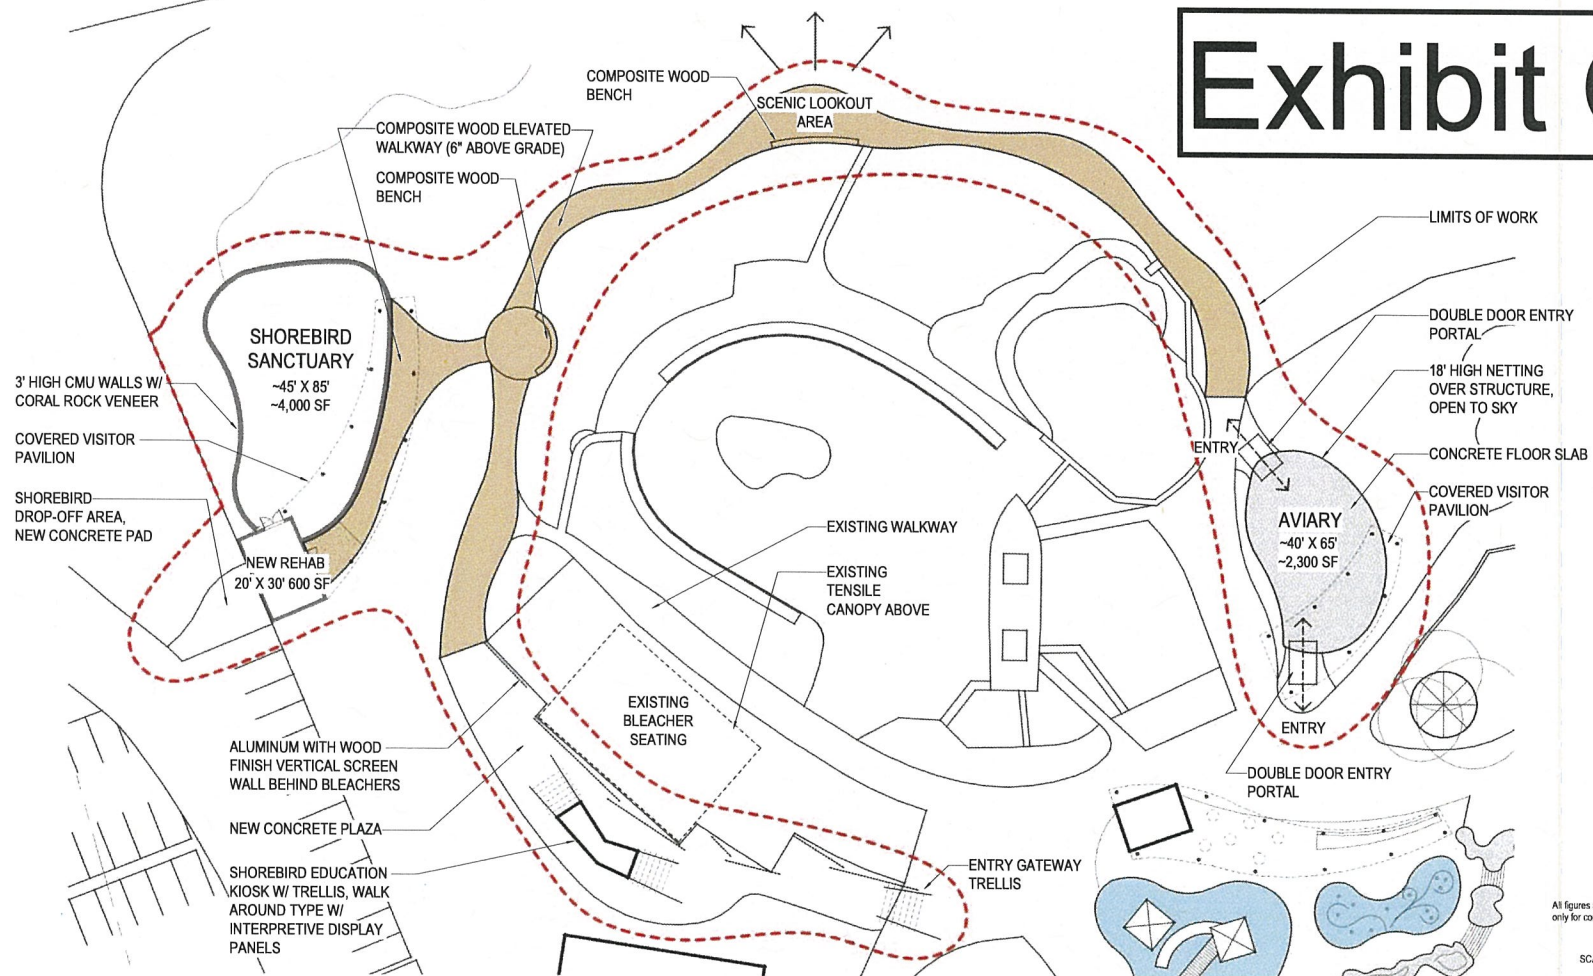 Exhibit
COMPOSITE WOOD
BENCH
SCENIC LOOKOUT
AREA
COMPOSITE WOOD ELEVATED
WALKWAY (6" ABOVE GRADE)
COMPOSITE WOOD
BENCH
LIMITS OF WORK
SHOREBIRD
SANCTUARY
~45' X 85'
~4,000 SF
DOUBLE DOOR ENTRY
PORTAL
3' HIGH CMU WALLS W/
CORAL ROCK VENEER
18' HIGH NETTING
OVER STRUCTURE,
OPEN TO SKY
COVERED VISITOR
PAVILION
ENTRY
CONCRETE FLOOR SLAB
SHOREBIRD
DROP-OFF AREA,
NEW CONCRETE PAD
COVERED VISITOR
PAVILION
EXISTING WALKWAY
AVIARY
~40' X 65'
~2,300 SF
NEW REHAB
20' X 30' 600 SF
EXISTING
TENSILE
CANOPY ABOVE
EXISTING
BLEACHER
SEATING
ENTRY
ALUMINUM WITH WOOD
FINISH VERTICAL SCREEN
WALL BEHIND BLEACHERS
DOUBLE DOOR ENTRY
PORTAL
NEW CONCRETE PLAZA
SHOREBIRD EDUCATION
KIOSK W/ TRELLIS, WALK
AROUND TYPE W/
INTERPRETIVE DISPLAY
PANELS
ENTRY GATEWAY
TRELLIS
All figures
only for